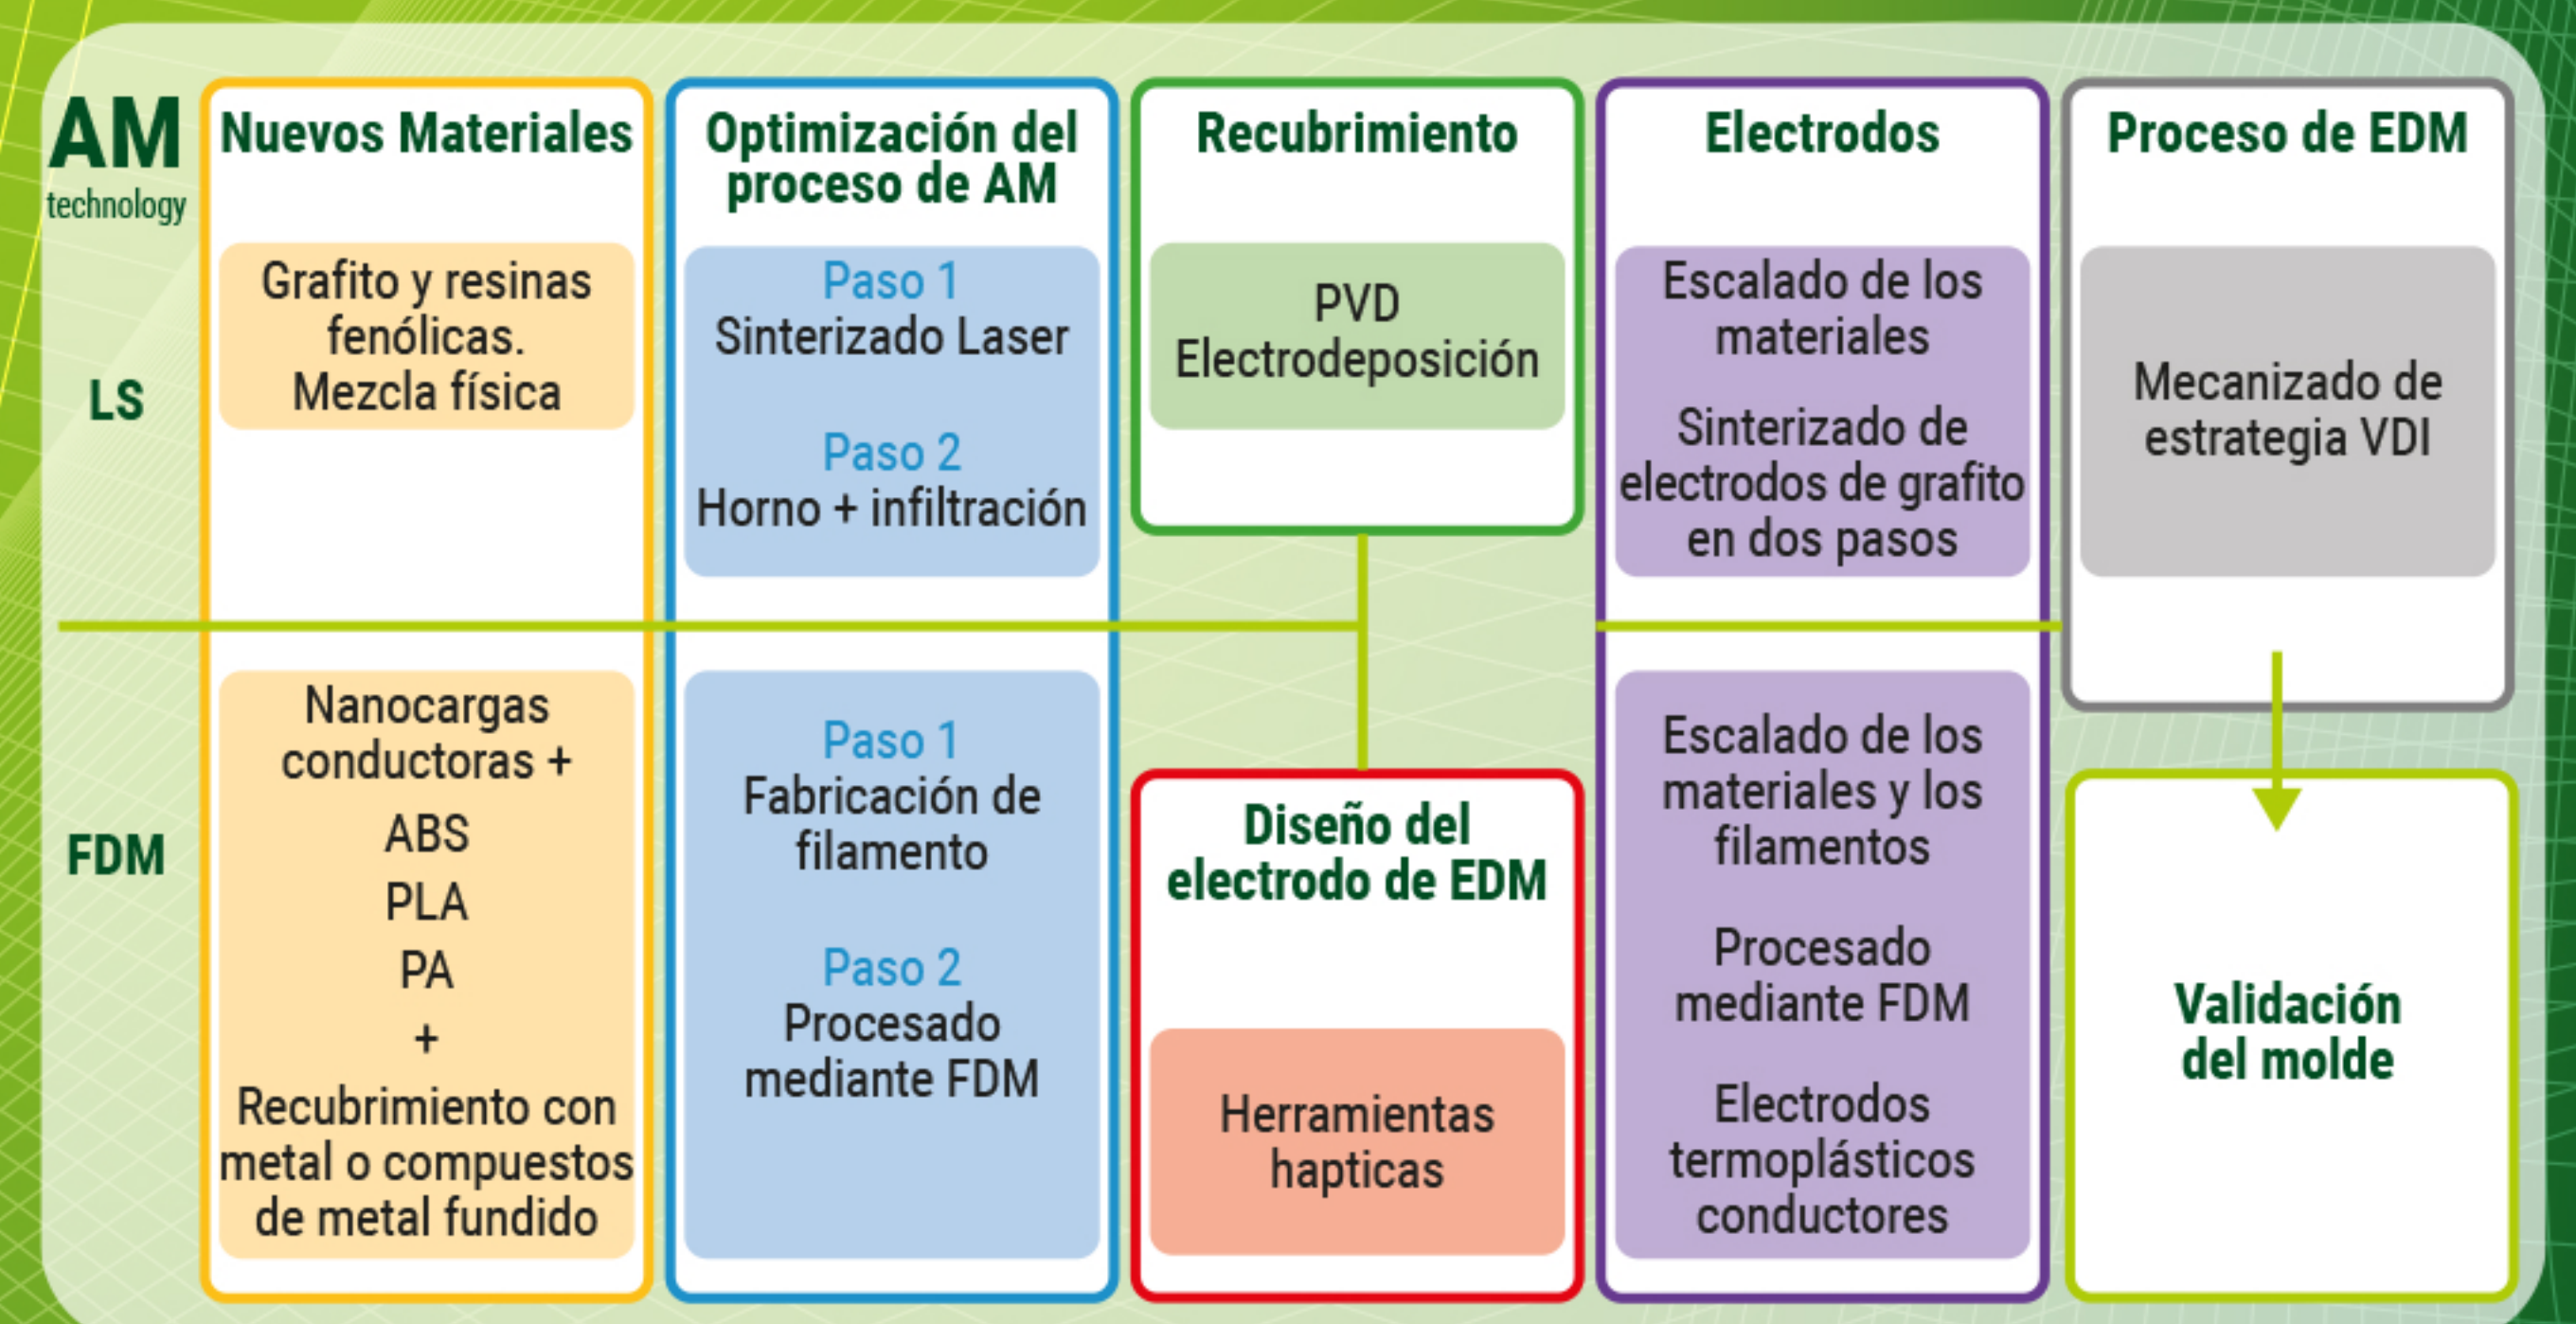 AM
technology
LS
FDM
Nuevos Materiales
Grafito y resinas
fenólicas.
Mezcla física
Nanocargas
conductoras +
ABS
PLA
PA
+
Recubrimiento con
metal o compuestos
de metal fundido
Optimización del
proceso de AM
Paso 1
Sinterizado Laser
Paso 2
Horno + infiltración
Paso 1
Fabricación de
filamento
Paso 2
Procesado
mediante FDM
Recubrimiento
PVD
Electrodeposición
Diseño del
electrodo de EDM
Herramientas
hapticas
Electrodos
Escalado de los
materiales
Sinterizado de
electrodos de grafito
en dos pasos
Escalado de los
materiales y los
filamentos
Procesado
mediante FDM
Electrodos
termoplásticos
conductores
Proceso de EDM
Mecanizado de
estrategia VDI
Validación
del molde